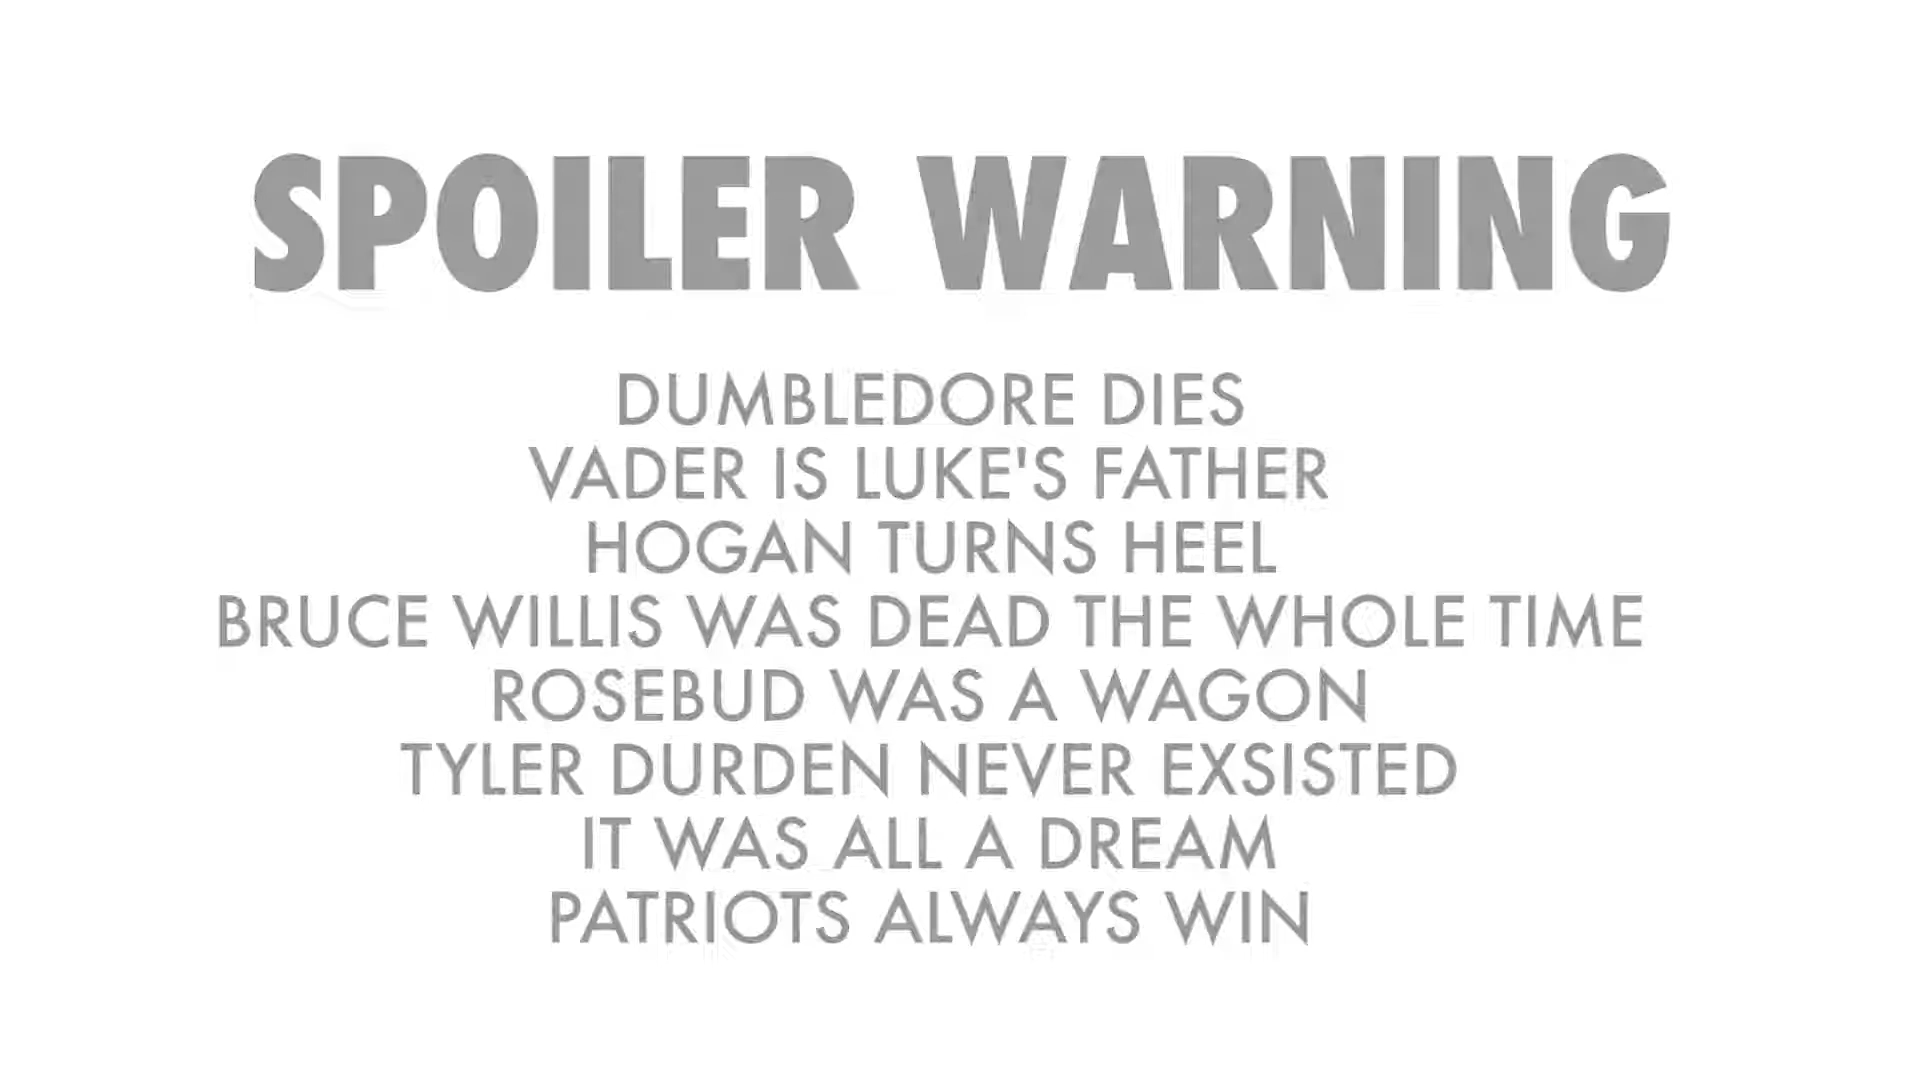 SPOILER WARNING
DUMBLEDORE DIES
VADER IS LUKE'S FATHER
HOGAN TURNS HEEL
BRUCE WILLIS WAS DEAD THE WHOLE TIME
ROSEBUD WAS A WAGON
TYLER DURDEN NEVER EXSISTED
IT WAS ALL A DREAM
PATRIOTS ALWAYS WIN